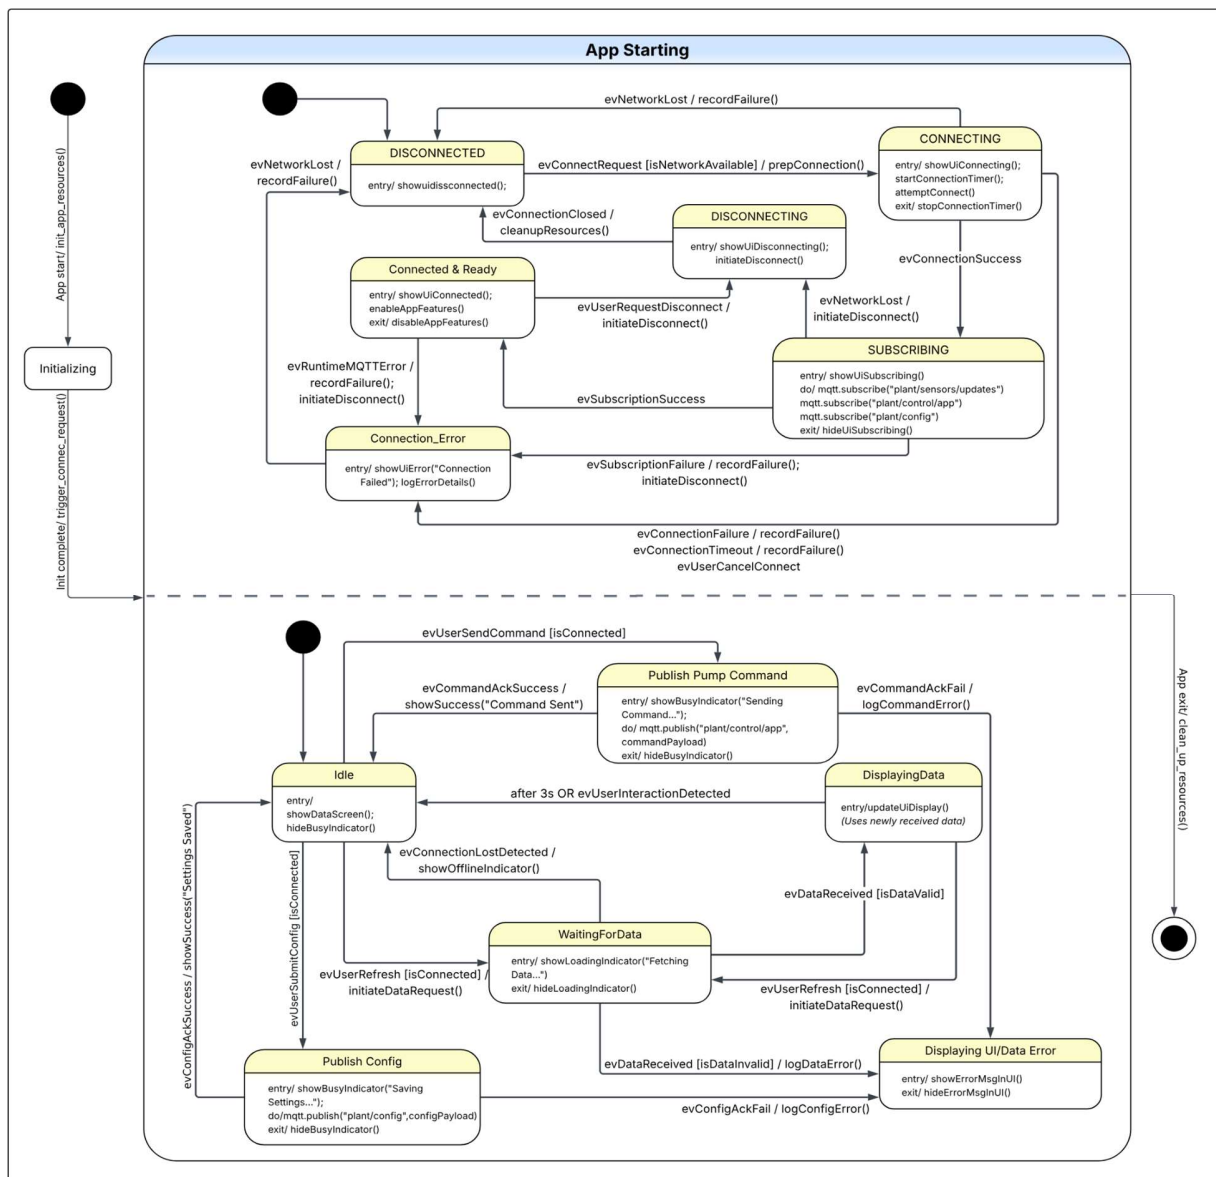 App Starting
App start/ init_app_resources()
Initializing
Init complete/ trigger_connec_request()
evNetworkLost / recordFailure()
DISCONNECTED
entry/ showuidissconnected;
evNetworkLost /
recordFailure()
evConnectRequest [isNetworkAvailable] / prepConnection()
CONNECTING
entry/ showUiConnecting();
startConnectionTimer();
attemptConnect()
exit/ stopConnectionTimer()
evConnectionClosed /
cleanupResources()
DISCONNECTING
entry/ showUiDisconnecting();
initiateDisconnect()
evConnectionSuccess
Connected & Ready
entry/ showUiConnected();
enableAppFeatures()
exit/ disableAppFeatures()
evUserRequestDisconnect /
initiateDisconnect()
evNetworkLost /
initiateDisconnect()
SUBSCRIBING
entry/ showUiSubscribing()
do/ mqtt.subscribe("plant/sensors/updates")
mqtt.subscribe("plant/control/app")
mqtt.subscribe("plant/config")
exit/ hideUiSubscribing()
evRuntimeMQTTError /
recordFailure();
initiateDisconnect()
evSubscriptionSuccess
Connection_Error
entry/ showUiError("Connection
Failed"); logErrorDetails()
evSubscriptionFailure / recordFailure();
initiateDisconnect()
evConnectionFailure / recordFailure()
evConnectionTimeout / recordFailure()
evUserCancelConnect
evUserSendCommand [isConnected]
Publish Pump Command
entry/ showBusyIndicator("Sending
Command...");
do/ mqtt.publish("plant/control/app",
commandPayload)
exit/ hideBusyIndicator()
evCommandAckSuccess /
showSuccess("Command Sent")
evCommandAckFail /
logCommandError()
App exit/ clean_up_resources()
Idle
entry/
showDataScreen();
hideBusyIndicator()
after 3s OR evUserInteractionDetected
DisplayingData
entry/updateUiDisplay()
(Uses newly received data)
evConfigAckSuccess / showSuccess("Settings Saved")
evUserSubmitConfig [isConnected]
evConnectionLostDetected /
showOfflineIndicator()
evDataReceived [isDataValid]
WaitingForData
entry/ showLoadingIndicator("Fetching
Data...")
exit/ hideLoadingIndicator()
evUserRefresh [isConnected] /
initiateDataRequest()
evUserRefresh [isConnected] /
initiateDataRequest()
Publish Config
entry/ showBusyIndicator("Saving
Settings...");
do/mqtt.publish("plant/config",configPayload)
exit/ hideBusyIndicator()
evDataReceived [isDataInvalid] / logDataError()
Displaying UI/Data Error
entry/ showErrorMsgInUI()
exit/ hideErrorMsgInUI()
evConfigAckFail / logConfigError()